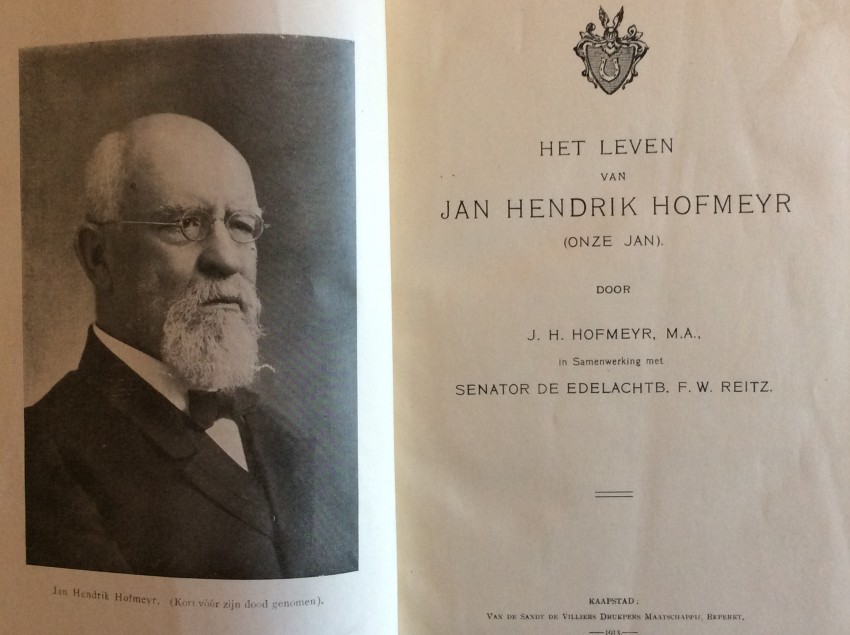 Jan Hendrik Hofmeyr. (Kort vóór zijn dood genomen).
HET LEVEN
VAN
JAN HENDRIK HOFMEYR
(ONZE JAN).
DOOR
J. H. HOFMEYR, M.A.,
in Samenwerking met
SENATOR DE EDELACHTB. F. W. REITZ.
KAAPSTAD:
VAN DE SANDT DE VILLIERS DRUKPERS MAATSCHAPPIJ, BEPERKT.